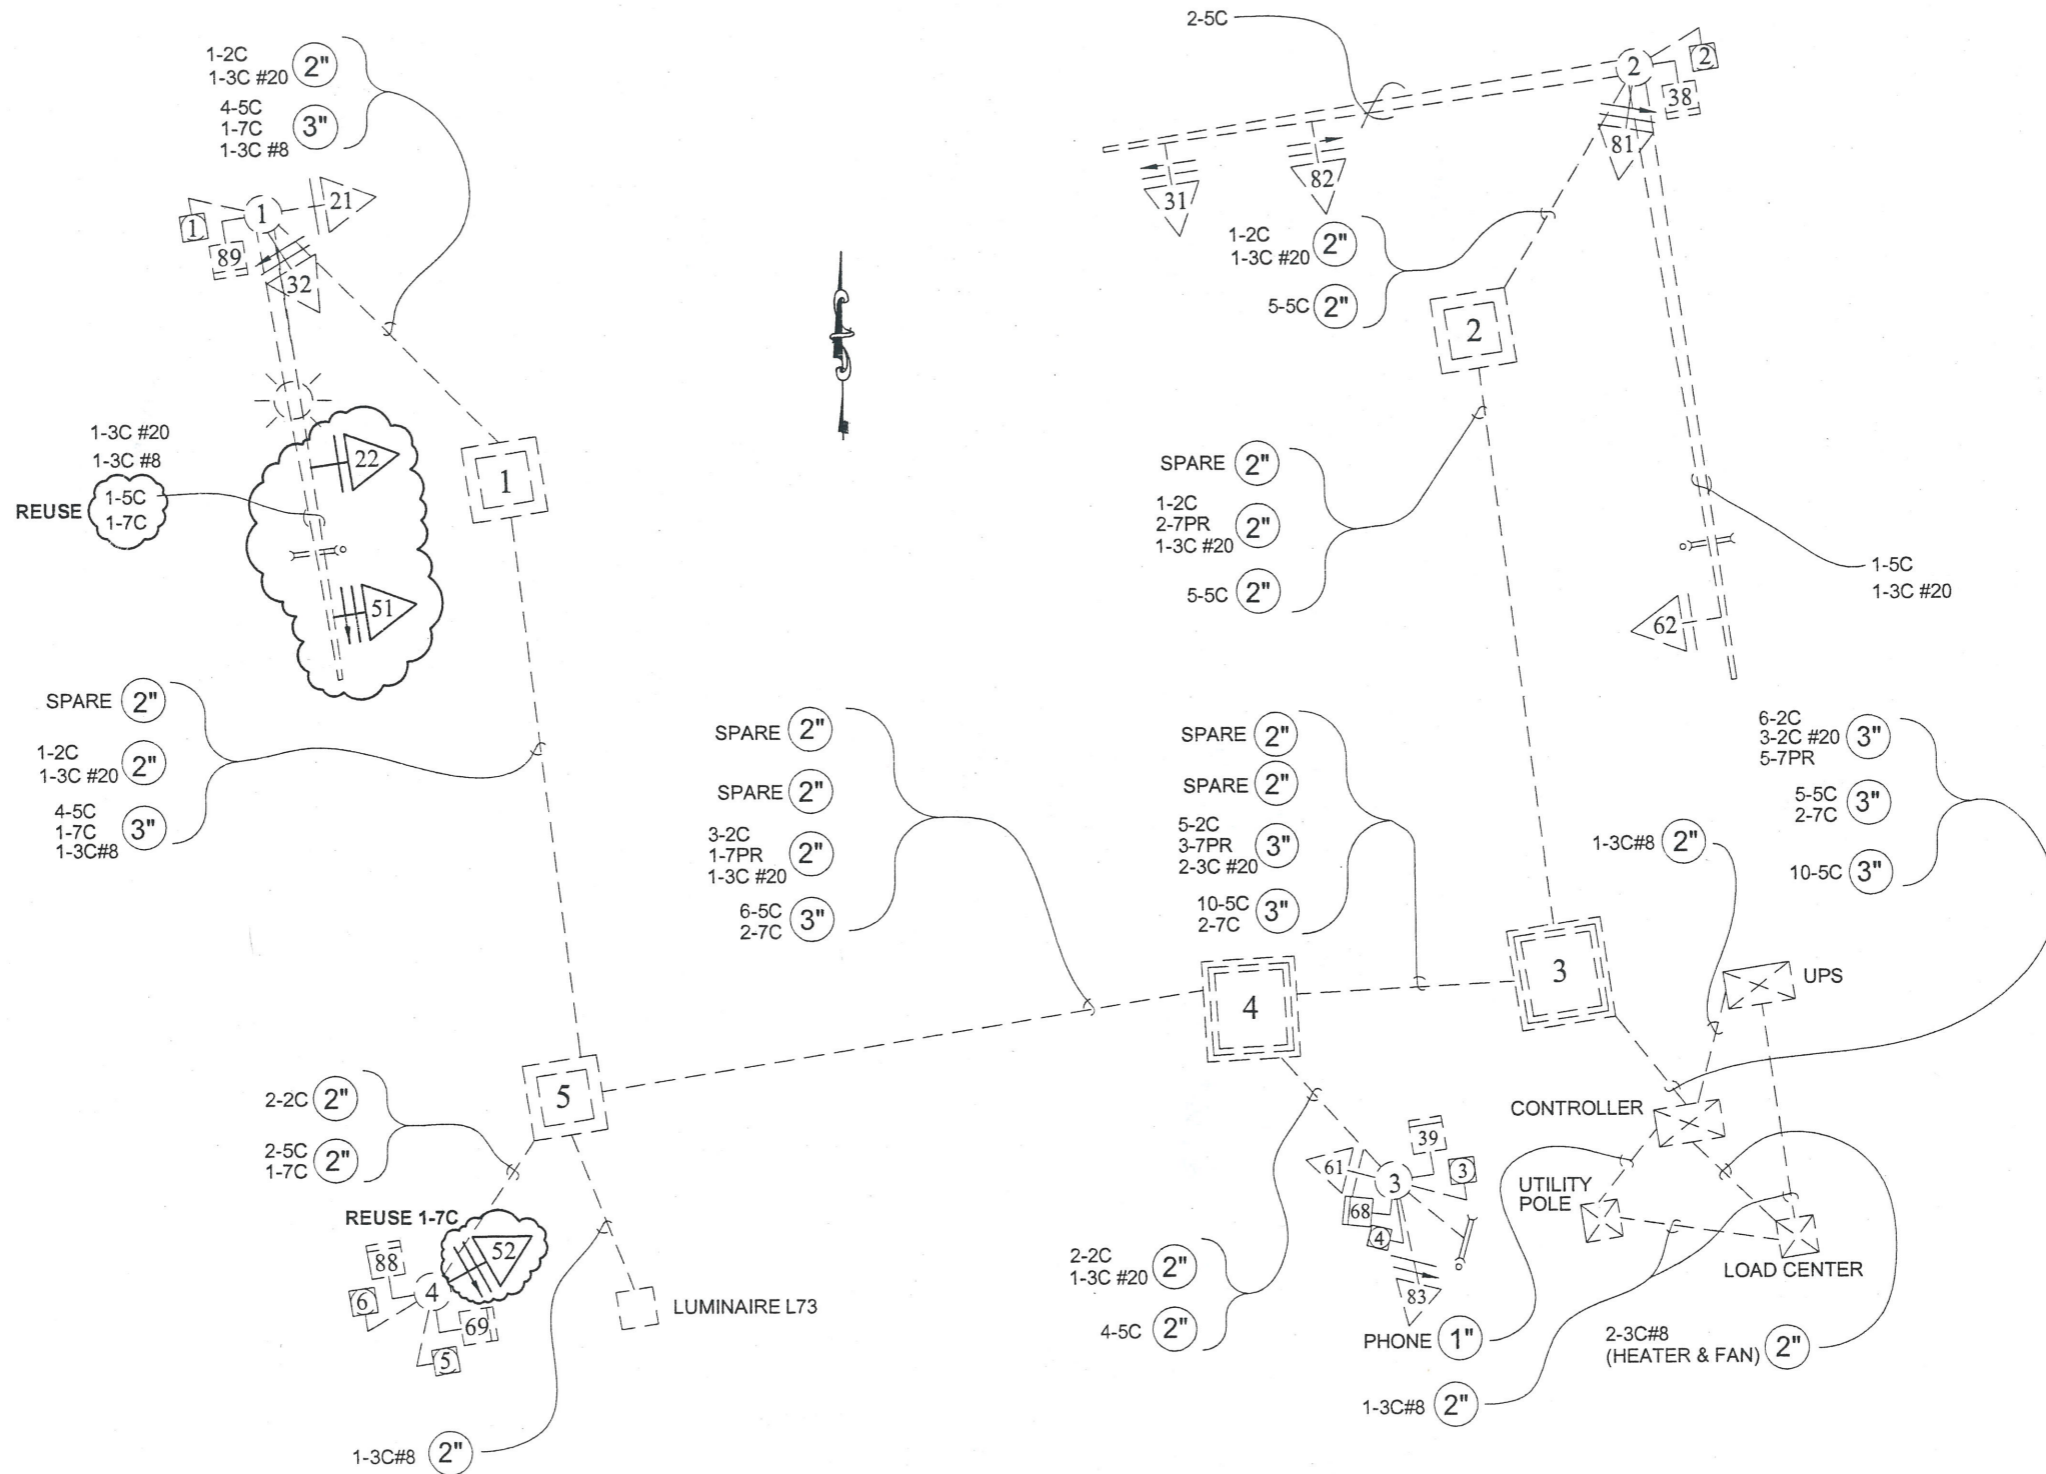 2-5C
1-2C
1-3C #20
2"
4-5C
1-7C
1-3C #8
3"
1
1
21
89
32
2
2
38
81
31
82
1-2C
1-3C #20
2"
5-5C
2"
2
1-3C #20
1-3C #8
REUSE
1-5C
1-7C
22
51
1
SPARE
2"
1-2C
2-7PR
1-3C #20
2"
5-5C
2"
1-5C
1-3C #20
62
SPARE
2"
1-2C
1-3C #20
2"
4-5C
1-7C
1-3C#8
3"
SPARE
2"
SPARE
2"
3-2C
1-7PR
1-3C #20
2"
6-5C
2-7C
3"
SPARE
2"
SPARE
2"
5-2C
3-7PR
2-3C #20
3"
10-5C
2-7C
3"
6-2C
3-2C #20
5-7PR
3"
5-5C
2-7C
3"
10-5C
3"
1-3C#8
2"
3
4
UPS
5
2-2C
2"
2-5C
1-7C
2"
CONTROLLER
UTILITY
POLE
LOAD CENTER
39
61
3
3
68
4
83
REUSE 1-7C
52
88
4
6
69
5
LUMINAIRE L73
2-2C
1-3C #20
2"
4-5C
2"
PHONE
1"
2-3C#8
(HEATER & FAN)
2"
1-3C#8
2"
1-3C#8
2"